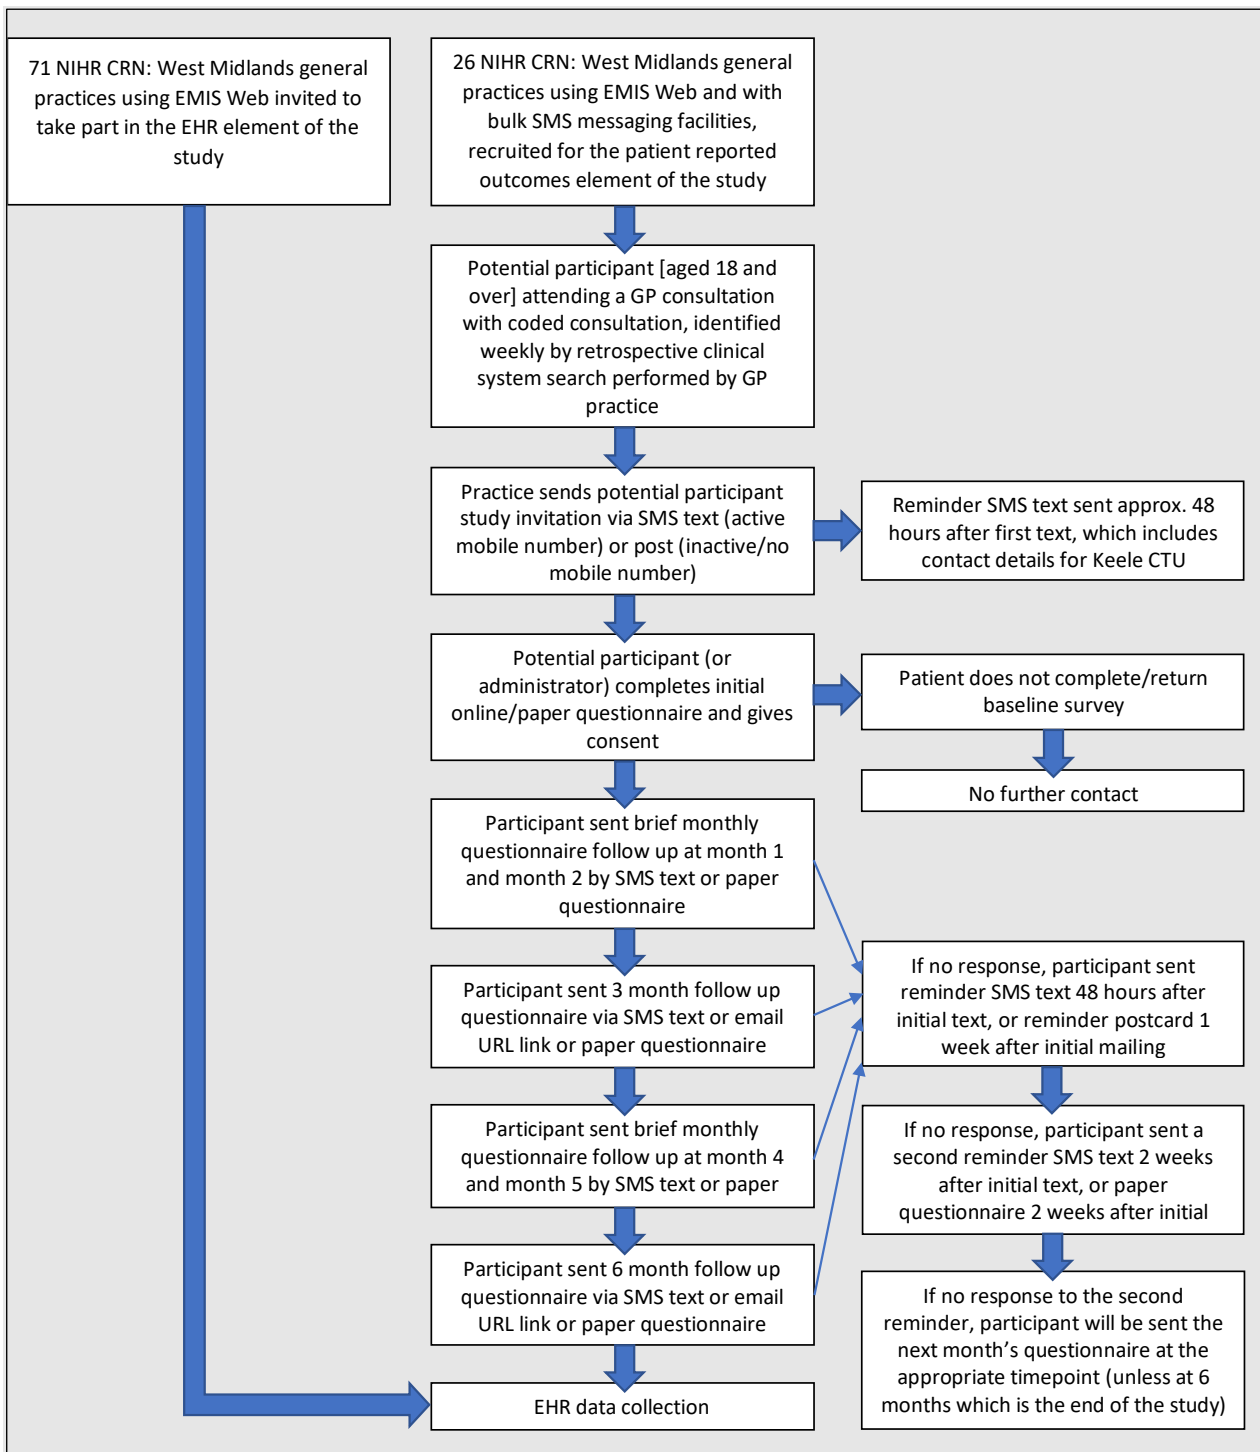 71 NIHR CRN: West Midlands general
practices using EMIS Web invited to
take part in the EHR element of the
study
26 NIHR CRN: West Midlands general
practices using EMIS Web and with
bulk SMS messaging facilities,
recruited for the patient reported
outcomes element of the study
Potential participant [aged 18 and
over] attending a GP consultation
with coded consultation, identified
weekly by retrospective clinical
system search performed by GP
practice
Practice sends potential participant
study invitation via SMS text (active
mobile number) or post (inactive/no
mobile number)
Reminder SMS text sent approx. 48
hours after first text, which includes
contact details for Keele CTU
Potential participant (or
administrator) completes initial
online/paper questionnaire and gives
consent
Patient does not complete/return
baseline survey
No further contact
Participant sent brief monthly
questionnaire follow up at month 1
and month 2 by SMS text or paper
questionnaire
Participant sent 3 month follow up
questionnaire via SMS text or email
URL link or paper questionnaire
Participant sent brief monthly
questionnaire follow up at month 4
and month 5 by SMS text or paper
Participant sent 6 month follow up
questionnaire via SMS text or email
URL link or paper questionnaire
EHR data collection
If no response, participant sent
reminder SMS text 48 hours after
initial text, or reminder postcard 1
week after initial mailing
If no response, participant sent a
second reminder SMS text 2 weeks
after initial text, or paper
questionnaire 2 weeks after initial
If no response to the second
reminder, participant will be sent the
next month's questionnaire at the
appropriate timepoint (unless at 6
months which is the end of the study)